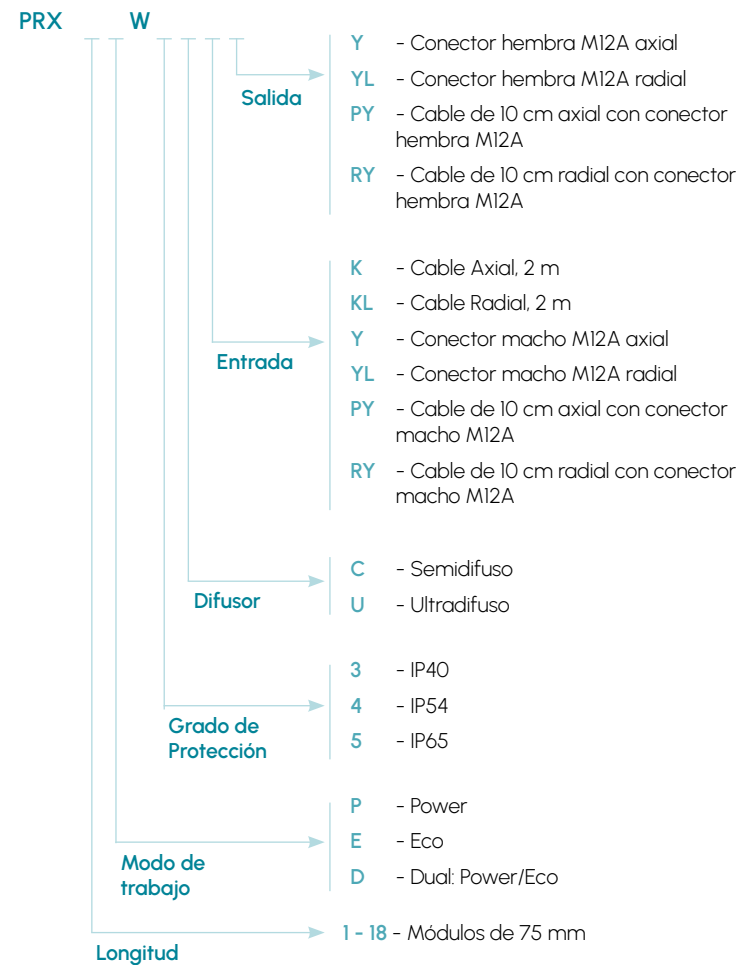 PRX W
Y - Conector hembra M12A axial
YL - Conector hembra M12A radial
Salida
PY - Cable de 10 cm axial con conector
hembra M12A
RY - Cable de 10 cm radial con conector
hembra M12A
K - Cable Axial, 2 m
KL - Cable Radial, 2 m
Y - Conector macho M12A axial
Entrada
YL - Conector macho M12A radial
PY - Cable de 10 cm axial con conector
macho M12A
RY - Cable de 10 cm radial con conector
macho M12A
C - Semidifuso
Difusor
U - Ultradifuso
3 - IP40
4 - IP54
Grado de
Protección
5 - IP65
P - Power
E - Eco
Modo de
trabajo
D - Dual: Power/Eco
1 - 18 - Módulos de 75 mm
Longitud